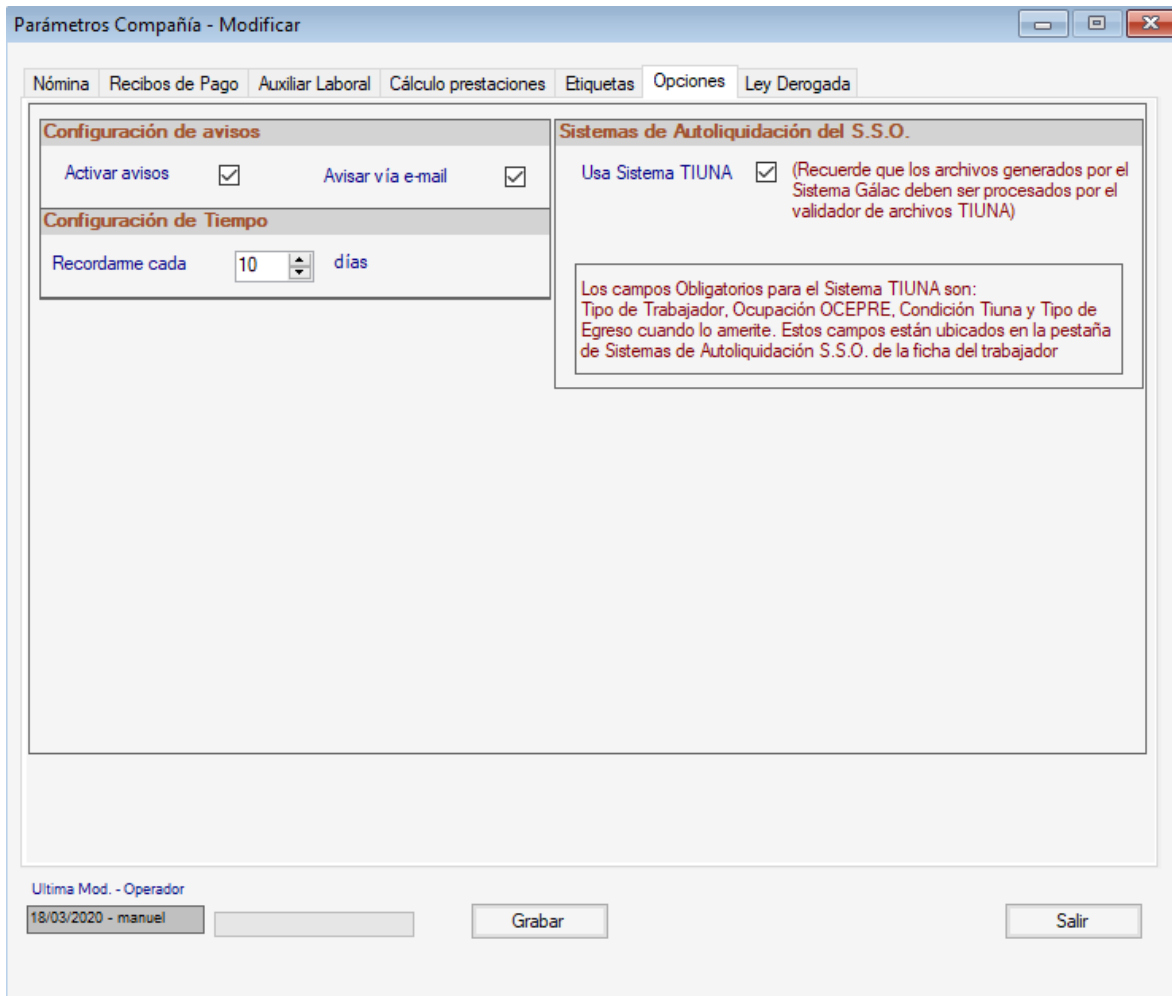 Parámetros Compañía - Modificar
Nómina Recibos de Pago Auxiliar Laboral Cálculo prestaciones Etiquetas Opciones Ley Derogada
Configuración de avisos
Activar avisos Avisar vía e-mail
Configuración de Tiempo
Recordarme cada 10 días
Sistemas de Autoliquidación del S.S.O.
Usa Sistema TIUNA (Recuerde que los archivos generados por el
Sistema Gálac deben ser procesados por el
validador de archivos TIUNA)
Los campos Obligatorios para el Sistema TIUNA son:
Tipo de Trabajador, Ocupación OCEPRE, Condición Tiuna y Tipo de
Egreso cuando lo amerite. Estos campos están ubicados en la pestaña
de Sistemas de Autoliquidación S.S.O. de la ficha del trabajador
Ultima Mod. - Operador
18/03/2020 - manuel
Grabar Salir